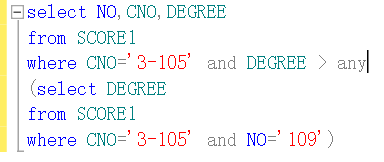 select NO,CNO,DEGREE
from SCORE1
where CNO='3-105' and DEGREE > any
(select DEGREE
from SCORE1
where CNO='3-105' and NO='109')